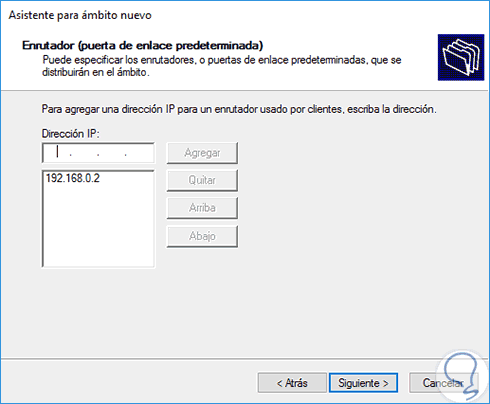 Asistente para ámbito nuevo
Enrutador (puerta de enlace predeterminada)
Puede especificar los enrutadores, o puertas de enlace predeterminadas, que se
distribuirán en el ámbito.
Para agregar una dirección IP para un enrutador usado por clientes, escriba la dirección.
Dirección IP:
. . .
Agregar
192.168.0.2
Quitar
Arriba
Abajo
< Atrás
Siguiente >
Cancelar